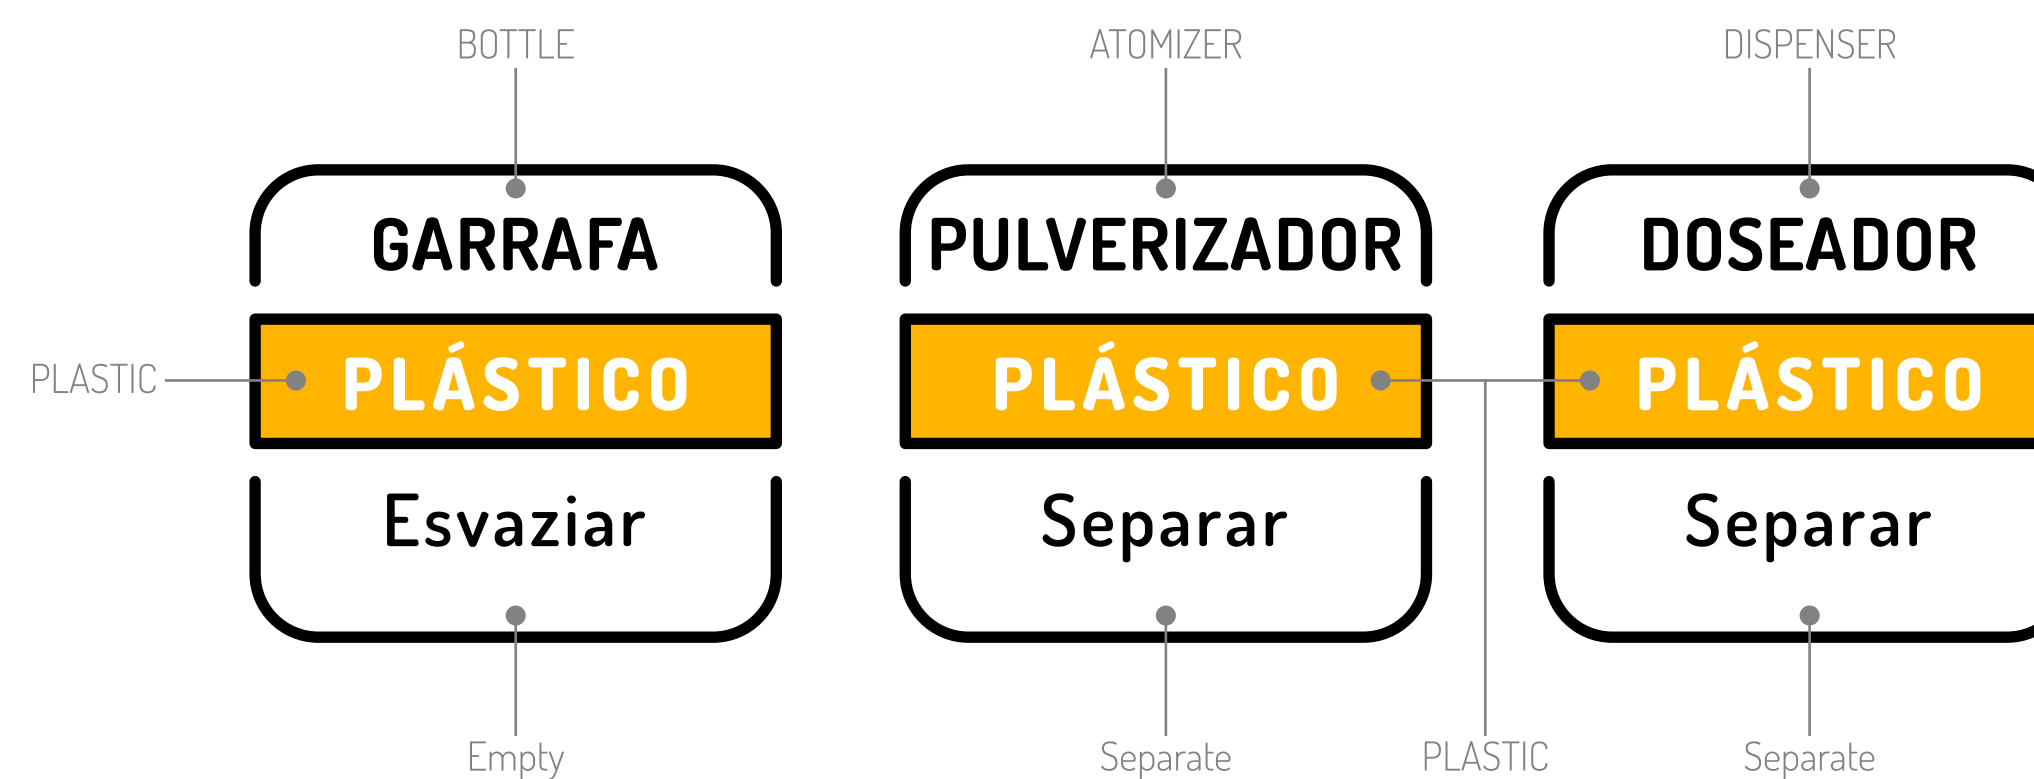 BOTTLE
ATOMIZER
DISPENSER
GARRAFA
PULVERIZADOR
DOSEADOR
PLASTIC
PLÁSTICO
PLÁSTICO
PLÁSTICO
Esvaziar
Separar
Separar
Empty
Separate
PLASTIC
Separate